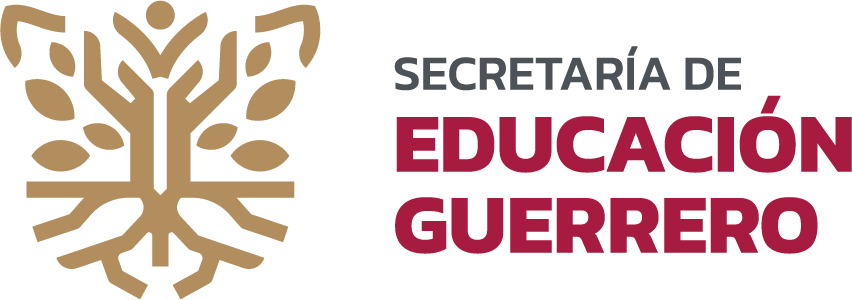 SECRETARÍA DE
EDUCACIÓN
GUERRERO